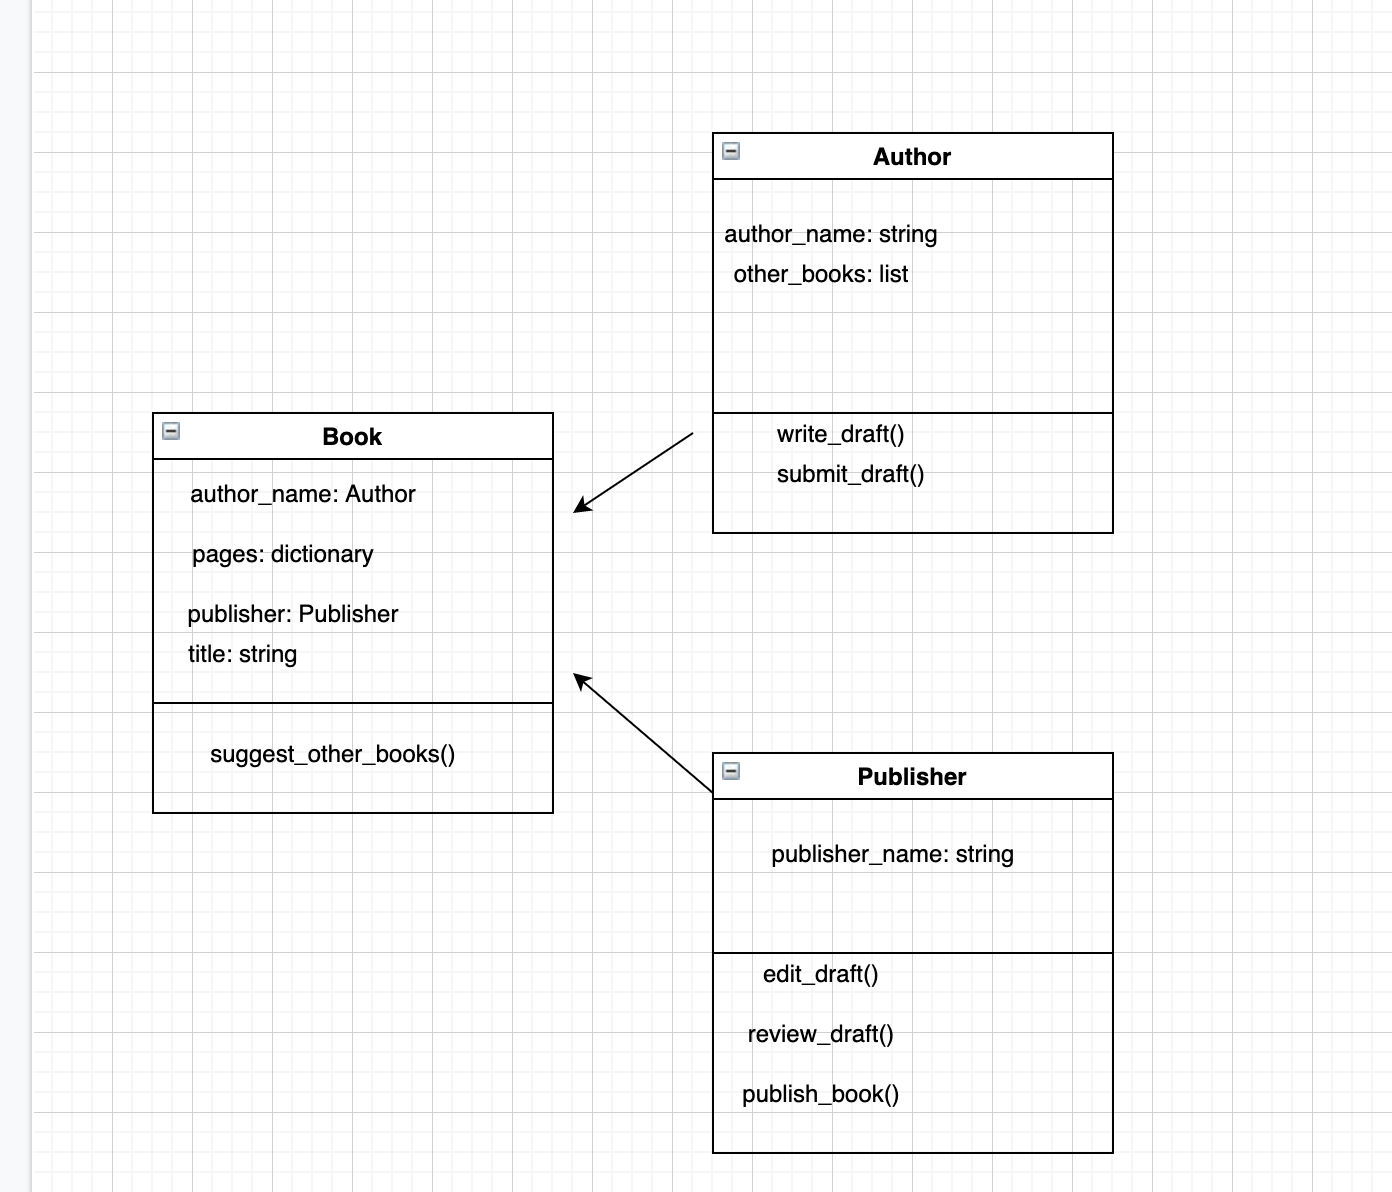 Author
author_name: string
other_books: list
write_draft()
submit_draft()
Book
author_name: Author
pages: dictionary
publisher: Publisher
title: string
suggest_other_books()
Publisher
publisher_name: string
edit_draft()
review_draft()
publish_book()